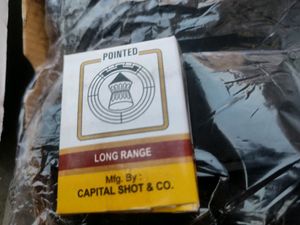 POINTED
LONG RANGE
Mfg. By :
CAPITAL SHOT & CO.